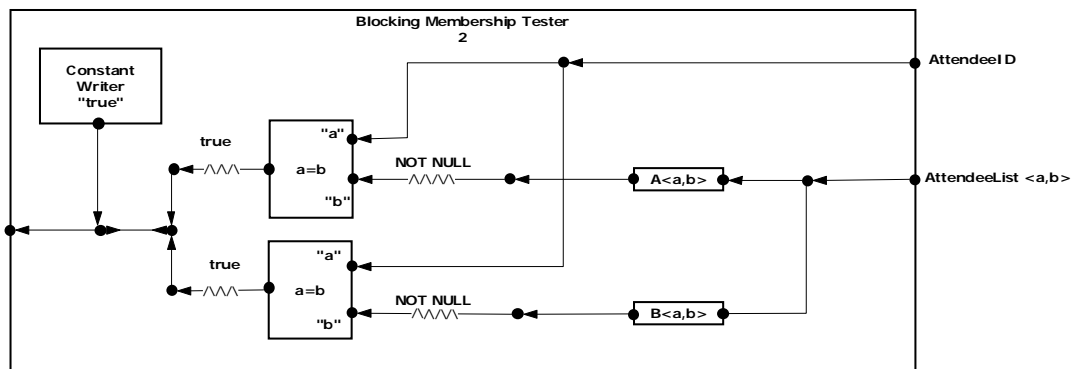 Blocking Membership Tester
2
Constant
Writer
"true"
AttendeeID
true
"a"
a=b
"b"
NOT NULL
A<a,b>
AttendeeList <a,b>
true
"a"
a=b
"b"
NOT NULL
B<a,b>